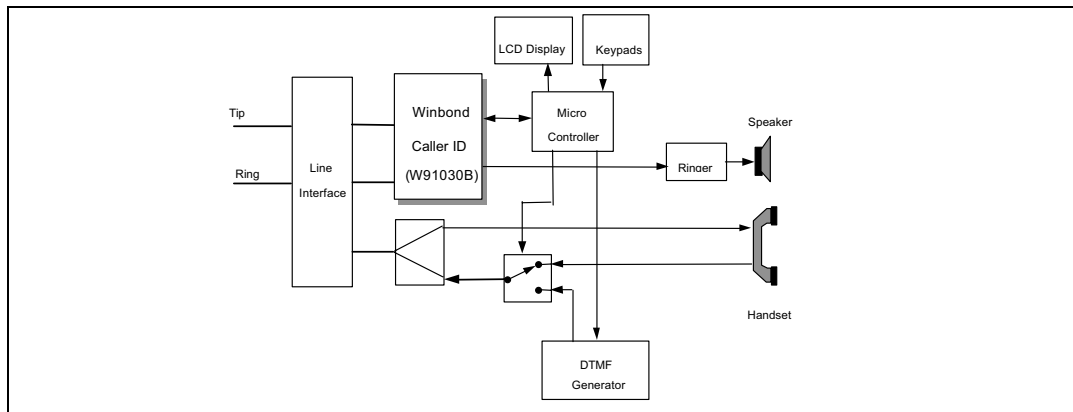 LCD Display
Keypads
Tip
Winbond
Caller ID
(W91030B)
Micro
Controller
Speaker
Ring
Line
Interface
Ringer
Handset
DTMF
Generator